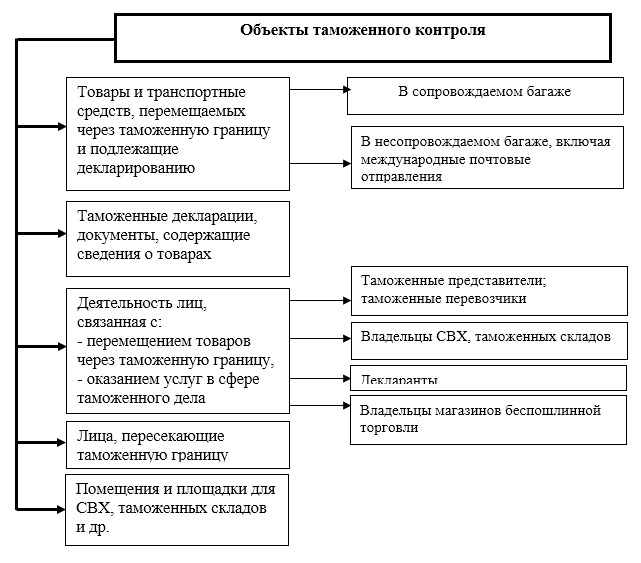 Объекты таможенного контроля
Товары и транспортные
средств, перемещаемых
через таможенную границу
и подлежащие
декларированию
В сопровождаемом багаже
В несопровождаемом багаже, включая
международные почтовые
отправления
Таможенные декларации,
документы, содержащие
сведения о товарах
Деятельность лиц,
связанная с:
- перемещением товаров
через таможенную границу,
- оказанием услуг в сфере
таможенного дела
Таможенные представители;
таможенные перевозчики
Владельцы СВХ, таможенных складов
Декларанты
Владельцы магазинов беспошлинной
торговли
Лица, пересекающие
таможенную границу
Помещения и площадки для
СВХ, таможенных складов
и др.